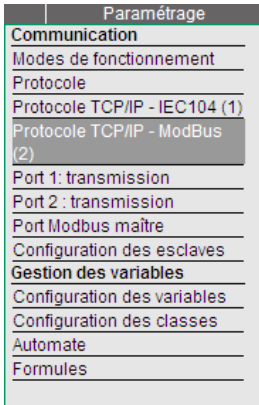 Paramétrage
Communication
Modes de fonctionnement
Protocole
Protocole TCP/IP - IEC104 (1)
Protocole TCP/IP - ModBus
(2)
Port 1: transmission
Port 2 : transmission
Port Modbus maître
Configuration des esclaves
Gestion des variables
Configuration des variables
Configuration des classes
Automate
Formules